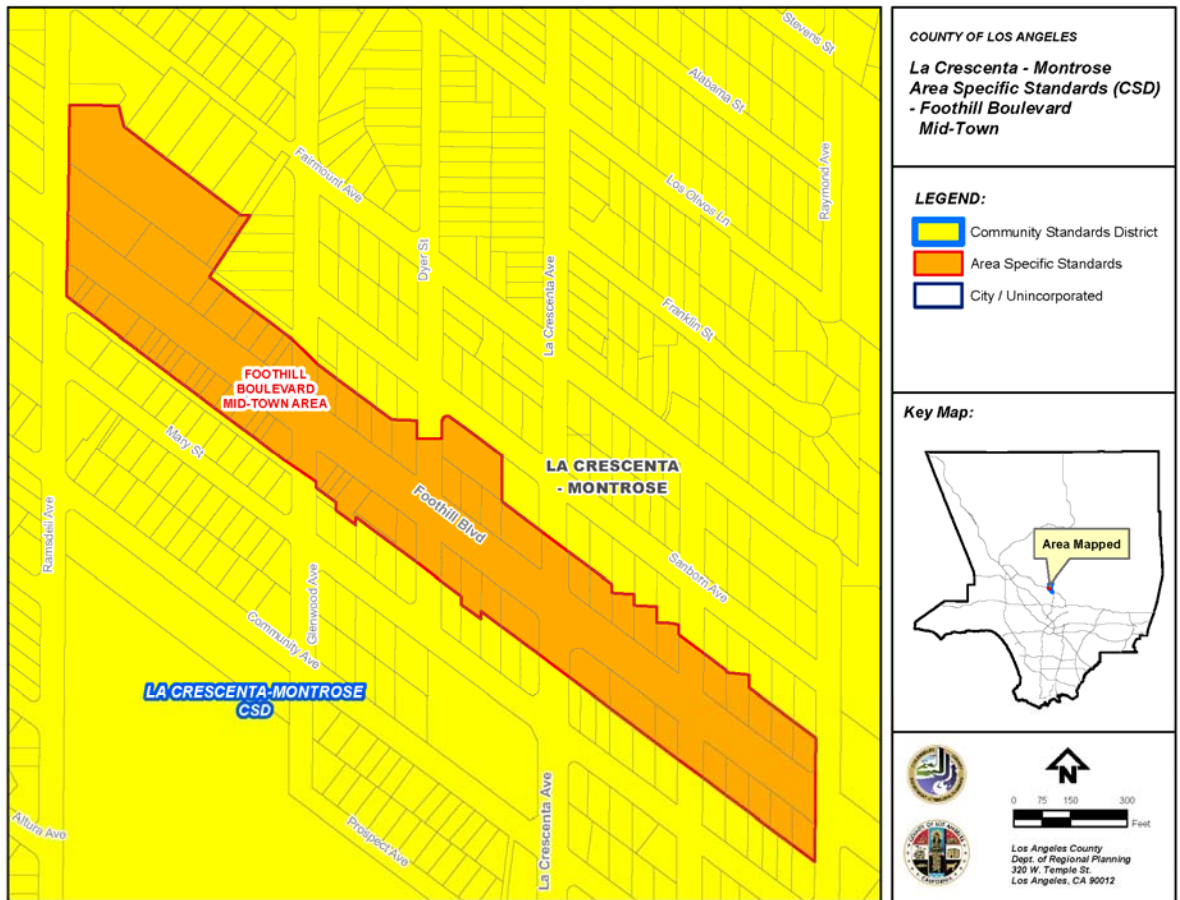 Stevens St
Alabama St
Raymond Ave
Fairmount Ave
Los Olivos Ln
Dyer St
La Crescenta Ave
Franklin St
FOOTHILL
BOULEVARD
MID-TOWN AREA
Mary St
LA CRESCENTA
- MONTROSE
Foothill Blvd
Ramsdell Ave
Sanborn Ave
Glenwood Ave
Community Ave
LA CRESCENTA-MONTROSE
CSD
La Crescenta Ave
Altura Ave
Prospect Ave
COUNTY OF LOS ANGELES
La Crescenta - Montrose
Area Specific Standards (CSD)
- Foothill Boulevard
Mid-Town
LEGEND:
Community Standards District
Area Specific Standards
City / Unincorporated
Key Map:
Area Mapped
N
0 75 150 300
Feet
Los Angeles County
Dept. of Regional Planning
320 W. Temple St.
Los Angeles, CA 90012
COUNTY OF LOS ANGELES
CALIFORNIA